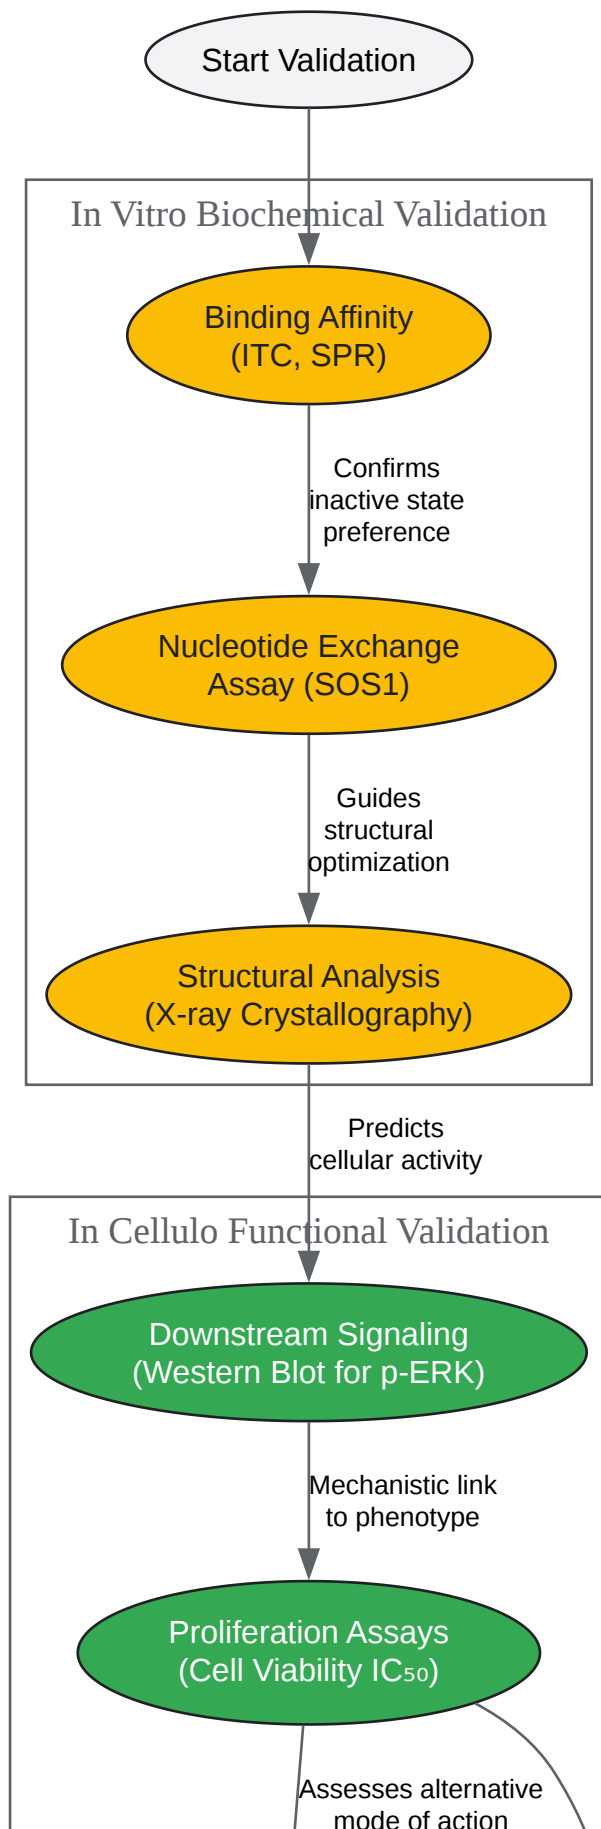 Start Validation
In Vitro Biochemical Validation
Binding Affinity
(ITC, SPR)
Confirms
inactive state
preference
Nucleotide Exchange
Assay (SOS1)
Guides
structural
optimization
Structural Analysis
(X-ray Crystallography)
Predicts
cellular activity
In Cellulo Functional Validation
Downstream Signaling
(Western Blot for p-ERK)
Mechanistic link
to phenotype
Proliferation Assays
(Cell Viability IC₅₀)
Assesses alternative
mode of action